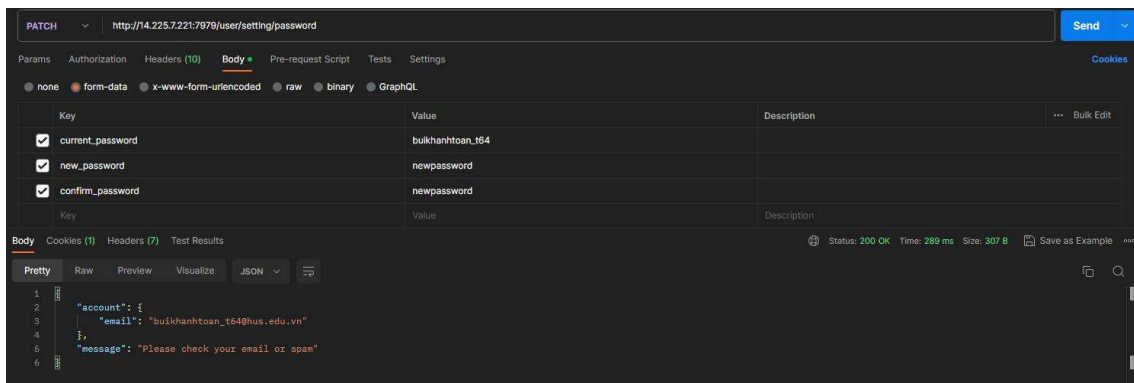 PATCH http://14.225.7.221:7979/user/setting/password Send
Params Authorization Headers (10) Body Pre-request Script Tests Settings Cookies
none form-data x-www-form-urlencoded raw binary GraphQL
Key Value Description ••• Bulk Edit
current_password buikhanhtoan_t64
new_password newpassword
confirm_password newpassword
Key Value Description
Body Cookies (1) Headers (7) Test Results Status: 200 OK Time: 289 ms Size: 307 B Save as Example
Pretty Raw Preview Visualize JSON
1 {
2 "account": {
3 "email": "buikhanhtoan_t64@hus.edu.vn"
4 },
5 "message": "Please check your email or spam"
6 }